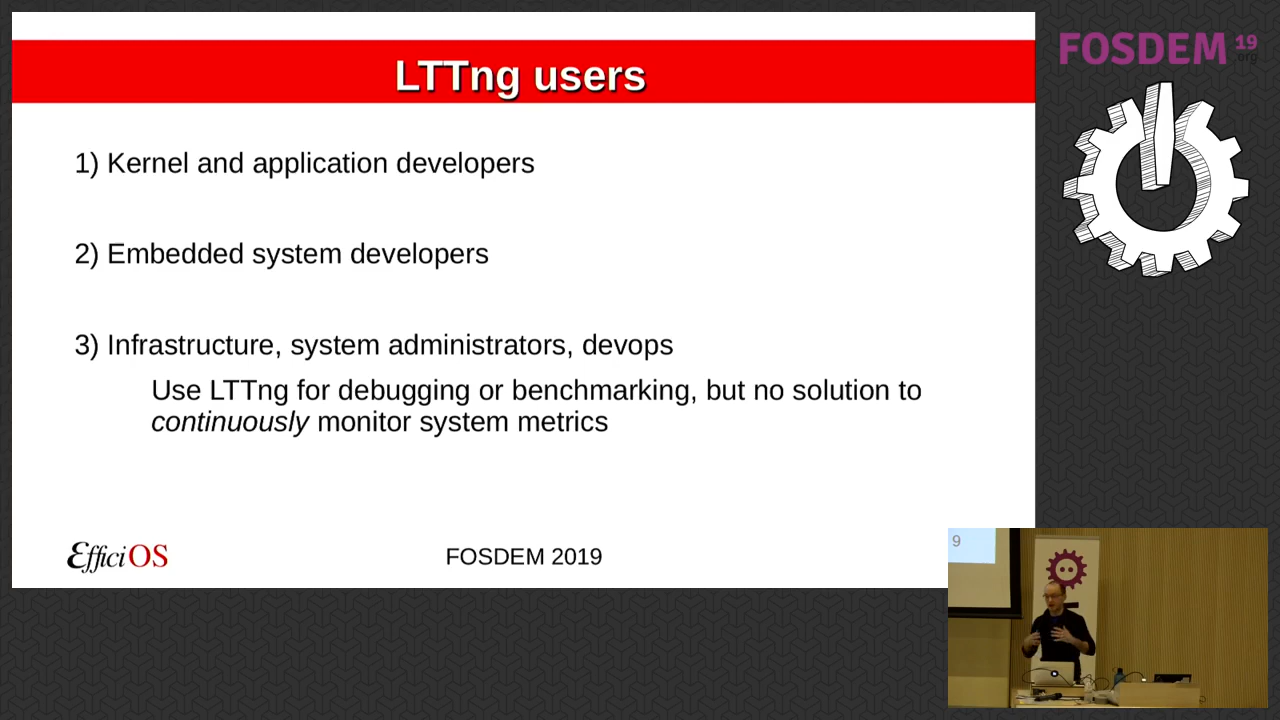 LTTng users
1) Kernel and application developers
2) Embedded system developers
3) Infrastructure, system administrators, devops
Use LTTng for debugging or benchmarking, but no solution to
continuously monitor system metrics
EfficiOS
FOSDEM 2019
FOSDEM 19
.org
9